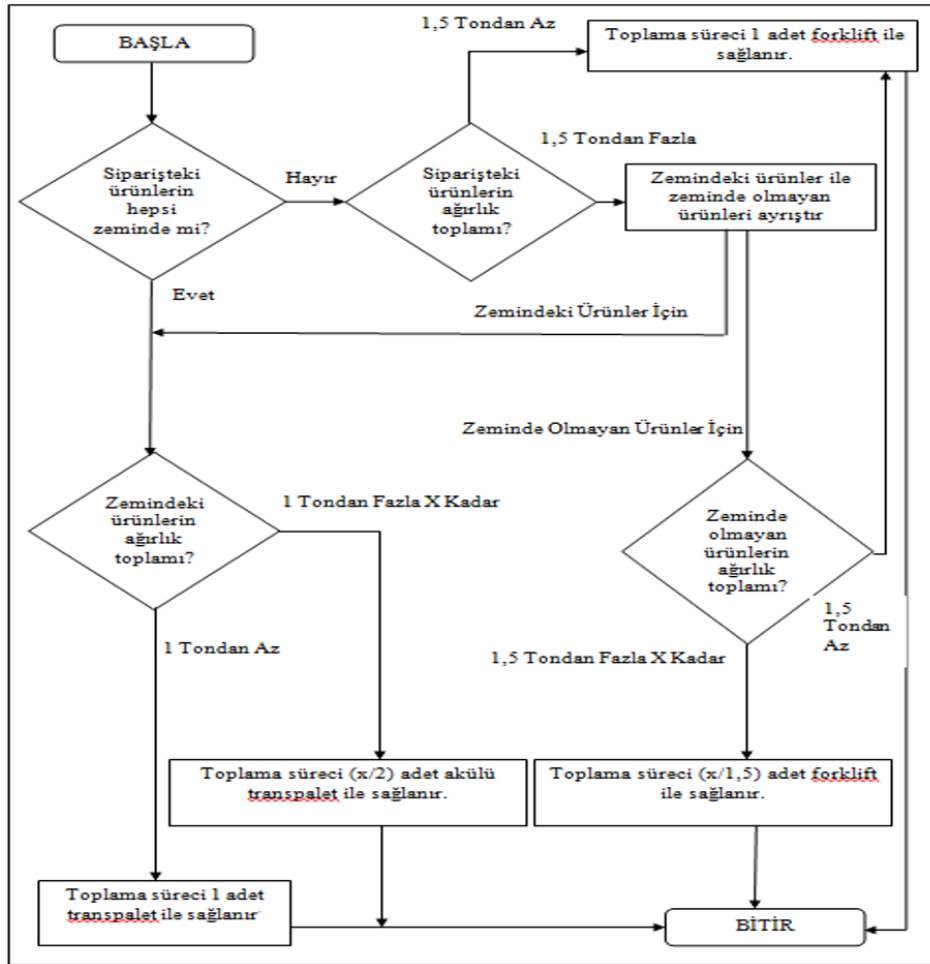 BAŞLA
1,5 Tondan Az
Toplama süreci 1 adet forklift ile
sağlanır.
Siparişteki
ürünlerin
hepsi
zeminde mi?
Hayır
Siparişteki
ürünlerin
ağırlık
toplamı?
1,5 Tondan Fazla
Zemindeki ürünler ile
zeminde olmayan
ürünleri ayrıştır
Evet
Zemindeki Ürünler İçin
Zeminde Olmayan Ürünler İçin
Zemindeki
ürünlerin
ağırlık
toplamı?
1 Tondan Fazla X Kadar
Zeminde
olmayan
ürünlerin
ağırlık
toplamı?
1,5
Tondan
Az
1 Tondan Az
1,5 Tondan Fazla X Kadar
Toplama süreci (x/2) adet akülü
transpalet ile sağlanır.
Toplama süreci (x/1,5) adet forklift
ile sağlanır.
Toplama süreci 1 adet
transpalet ile sağlanır
BİTİR